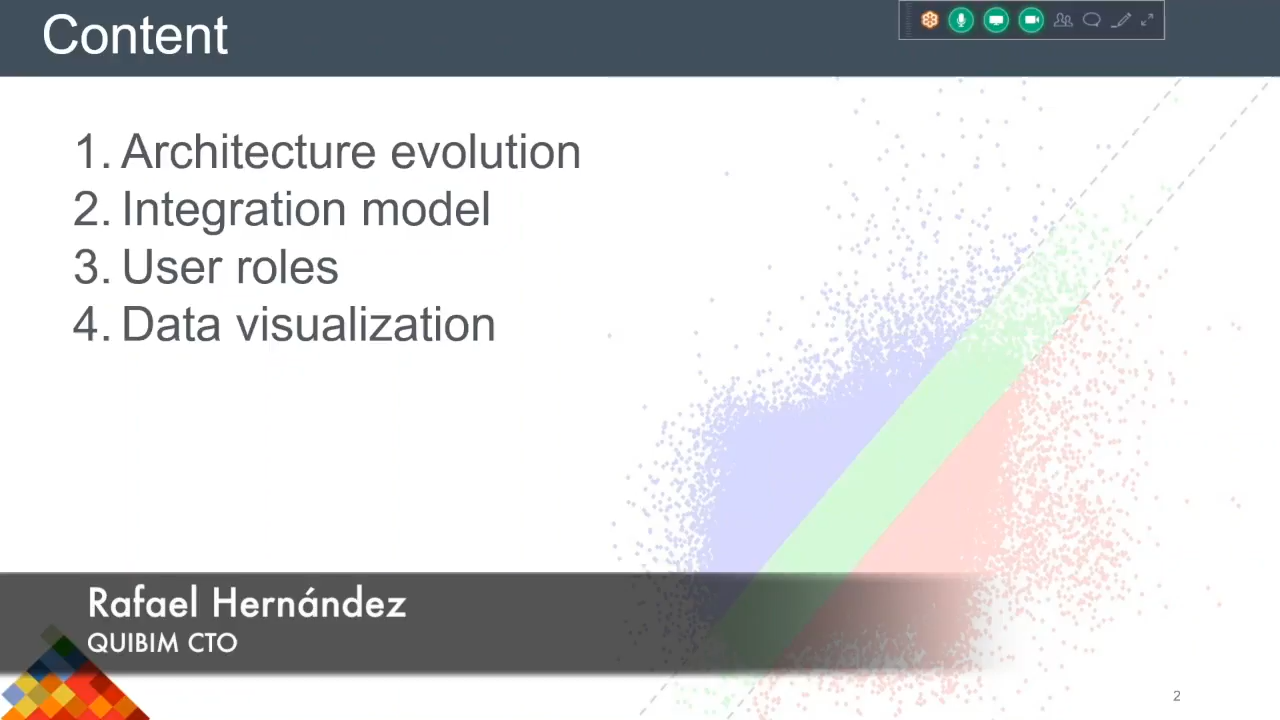 Content
1. Architecture evolution
2. Integration model
3. User roles
4. Data visualization
Rafael Hernández
QUIBIM CTO
2